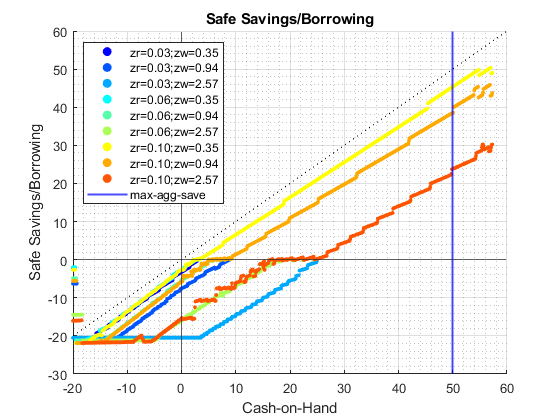 Safe Savings/Borrowing
60
50
40
30
20
10
0
-10
-20
-30
Safe Savings/Borrowing
zr=0.03;zw=0.35
zr=0.03;zw=0.94
zr=0.03;zw=2.57
zr=0.06;zw=0.35
zr=0.06;zw=0.94
zr=0.06;zw=2.57
zr=0.10;zw=0.35
zr=0.10;zw=0.94
zr=0.10;zw=2.57
max-agg-save
-20 -10 0 10 20 30 40 50 60
Cash-on-Hand